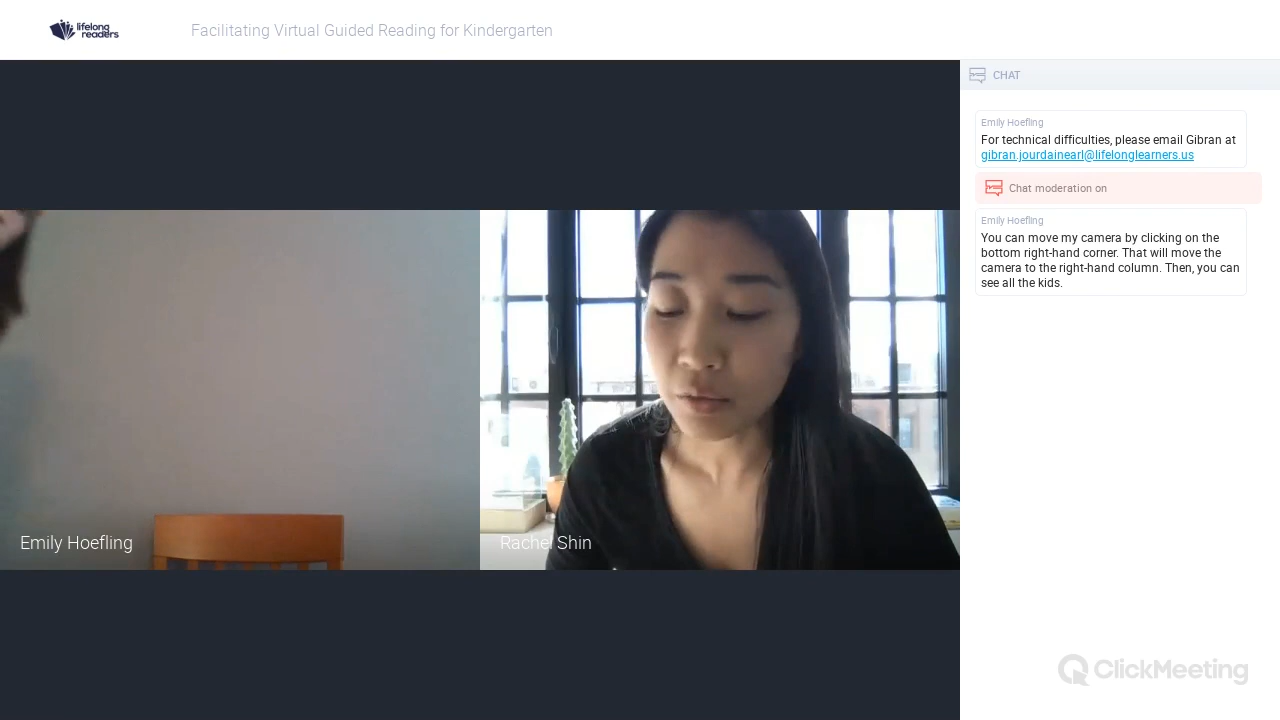 lifelong
readers
Facilitating Virtual Guided Reading for Kindergarten
CHAT
Emily Hoefling
For technical difficulties, please email Gibran at
gibran.jourdainearl@lifelonglearners.us
Chat moderation on
Emily Hoefling
You can move my camera by clicking on the
bottom right-hand corner. That will move the
camera to the right-hand column. Then, you can
see all the kids.
Emily Hoefling
Rachel Shin
ClickMeeting